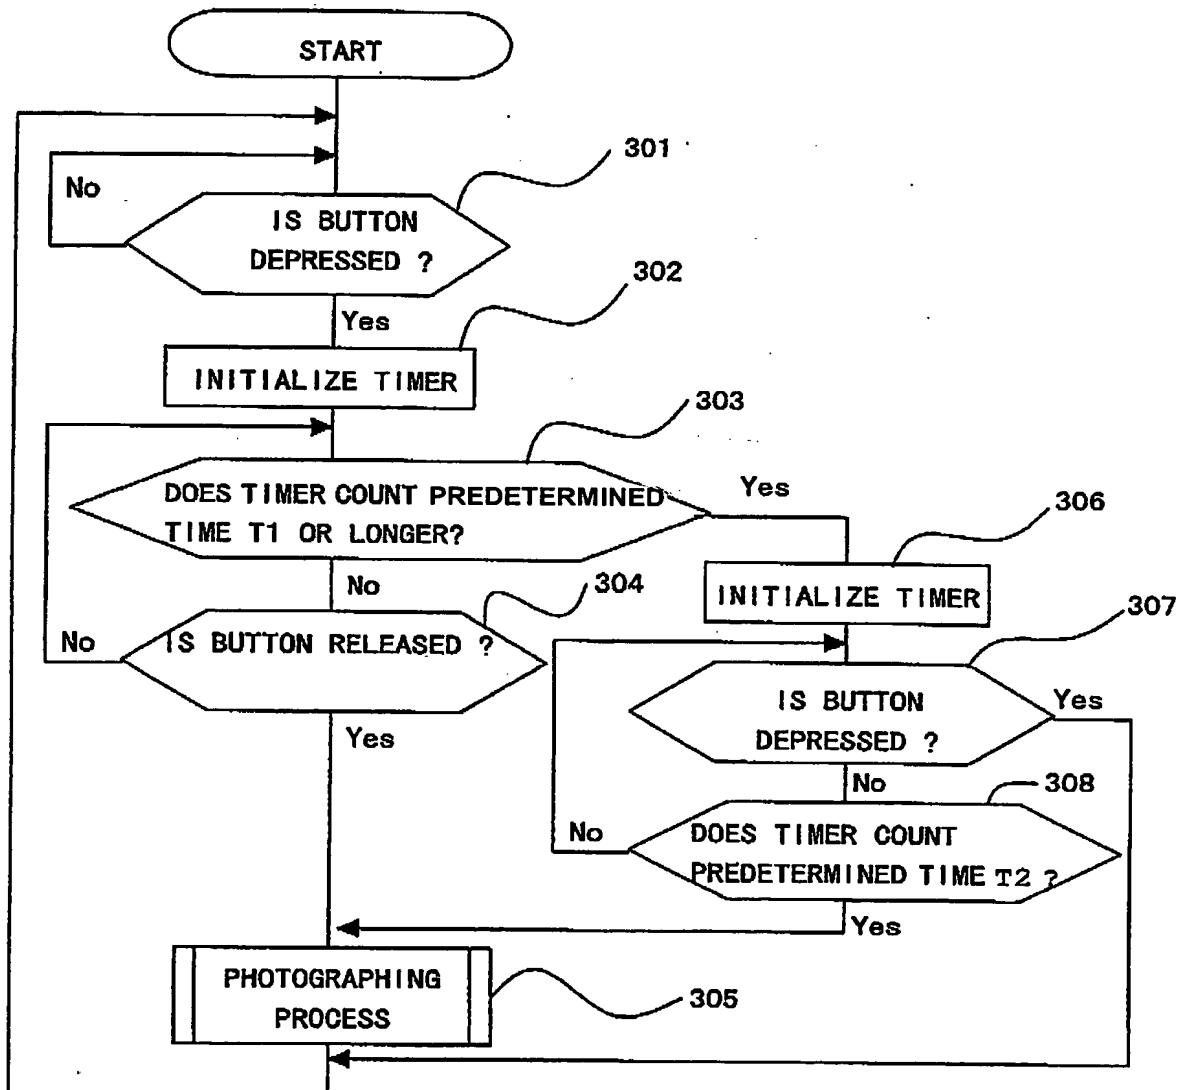 START
301
No
IS BUTTON
DEPRESSED ?
302
Yes
INITIALIZE TIMER
303
DOES TIMER COUNT PREDETERMINED
TIME T1 OR LONGER?
Yes
306
No
304
INITIALIZE TIMER
307
No
IS BUTTON RELEASED ?
IS BUTTON
DEPRESSED ?
Yes
Yes
No
308
No
DOES TIMER COUNT
PREDETERMINED TIME T2 ?
Yes
PHOTOGRAPHING
PROCESS
305